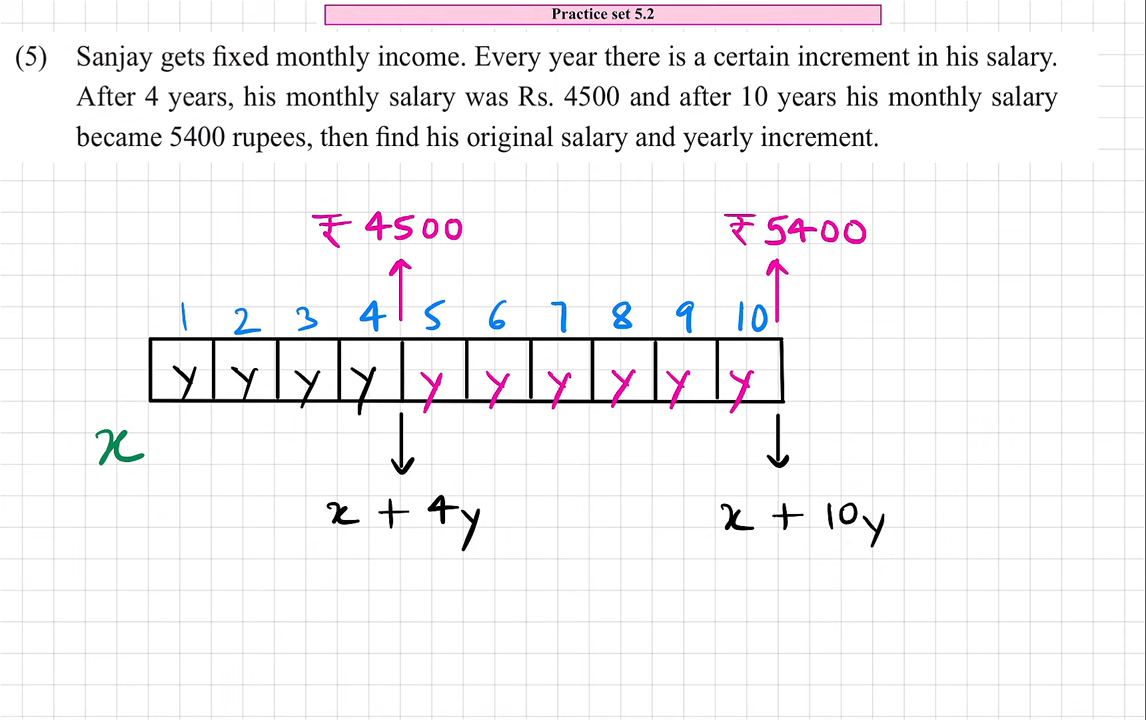 Practice set 5.2
(5) Sanjay gets fixed monthly income. Every year there is a certain increment in his salary.
After 4 years, his monthly salary was Rs. 4500 and after 10 years his monthly salary
became 5400 rupees, then find his original salary and yearly increment.
₹ 4500 ₹ 5400
1 2 3 4 5 6 7 8 9 10
y y y y y y y y y y
x
x + 4y x + 10y